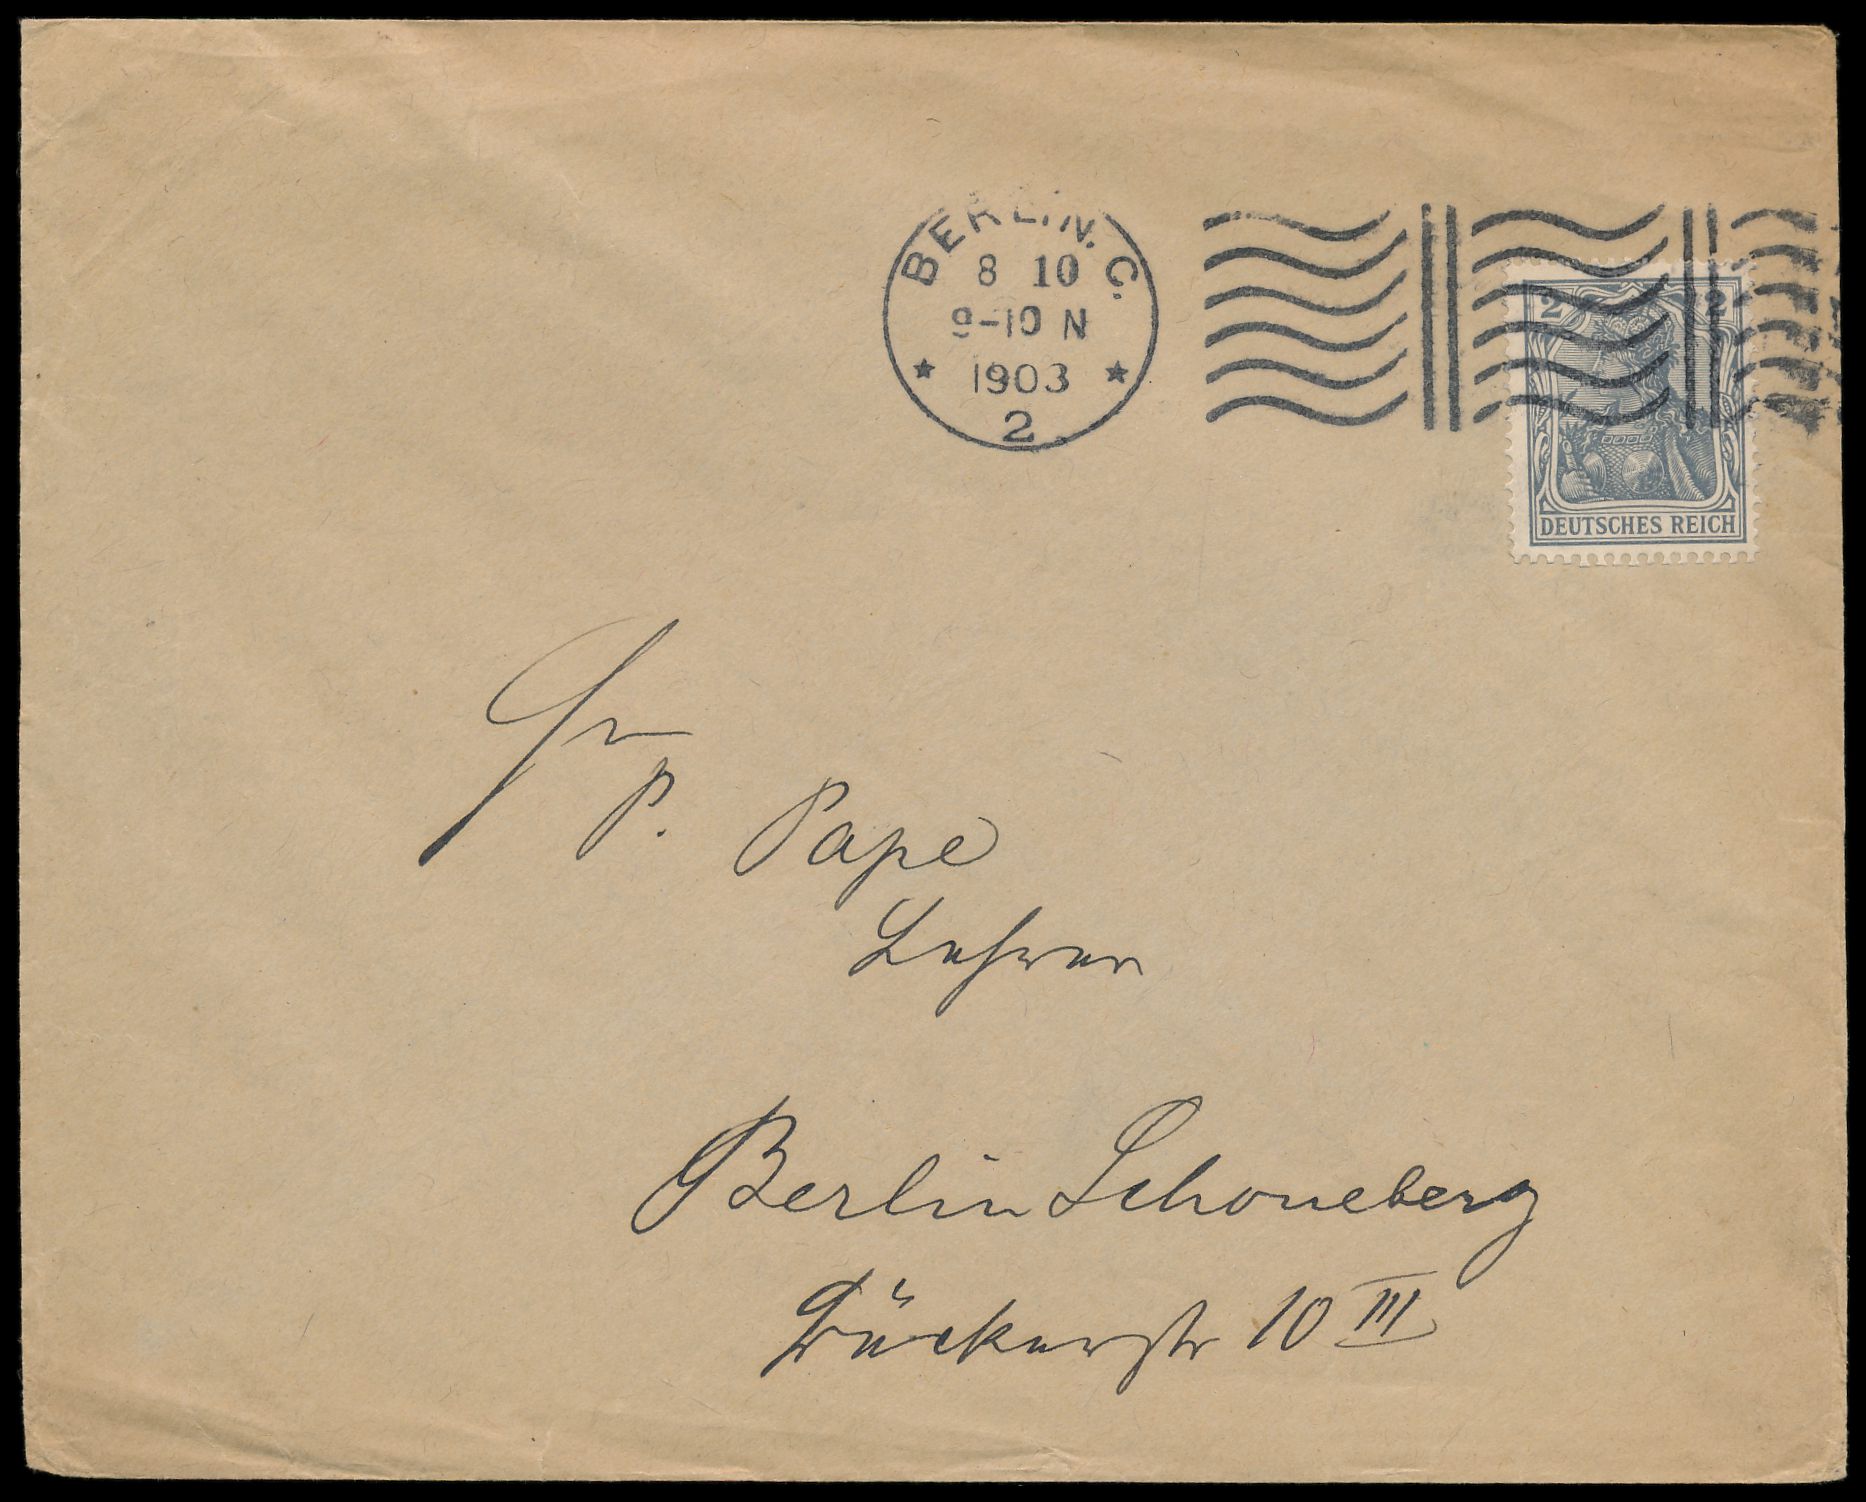 BERLIN. C.
8 10
9-10 N
1903
2
2 2
DEUTSCHES REICH
P. Pape
Lehrer
Berlin Schoneberg
10 III